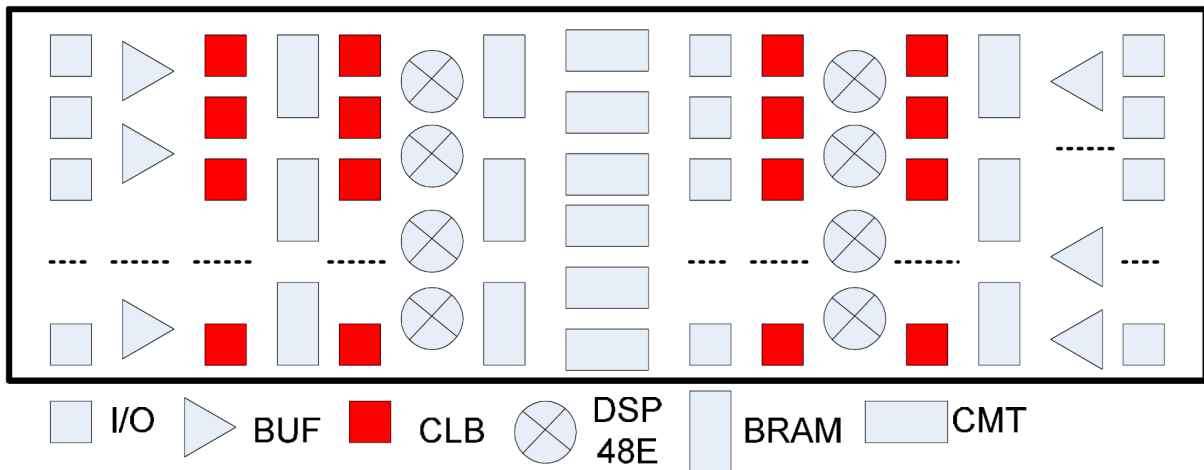 I/O
BUF
CLB
DSP
48E
BRAM
CMT